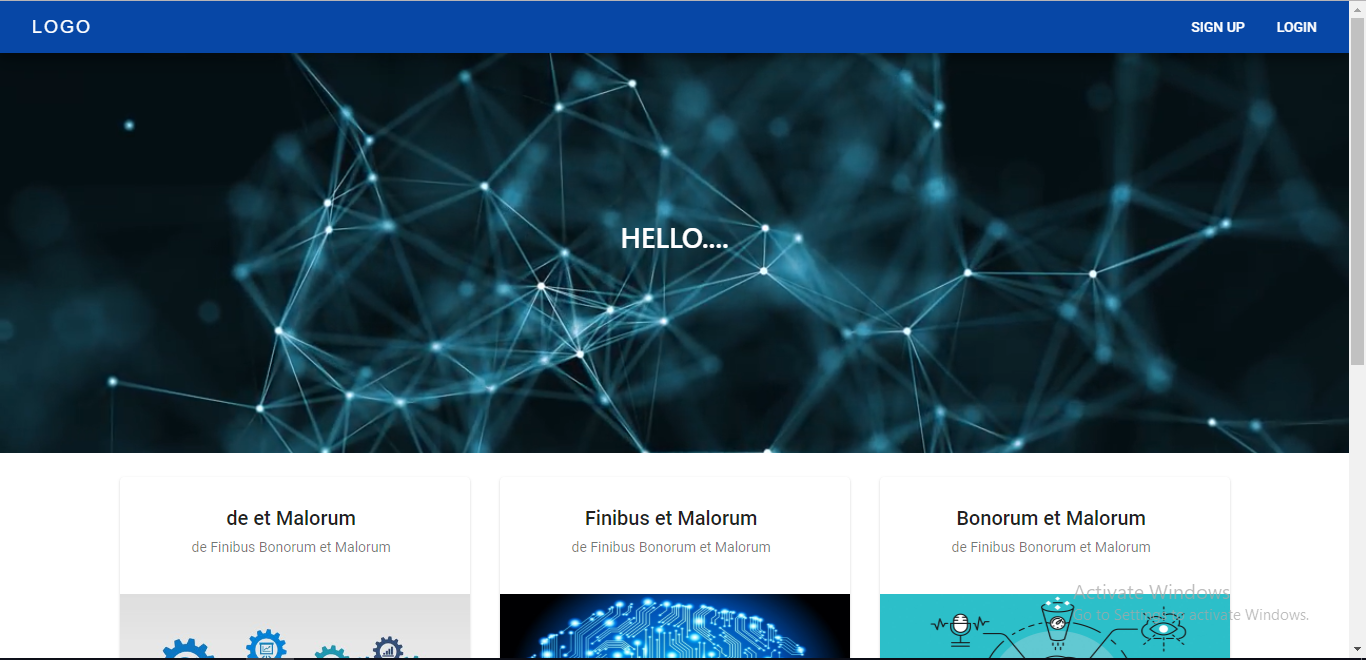 LOGO
SIGN UP
LOGIN
HELLO....
de et Malorum
de Finibus Bonorum et Malorum
Finibus et Malorum
de Finibus Bonorum et Malorum
Bonorum et Malorum
de Finibus Bonorum et Malorum
Activate Windows
Go to Settings to activate Windows.